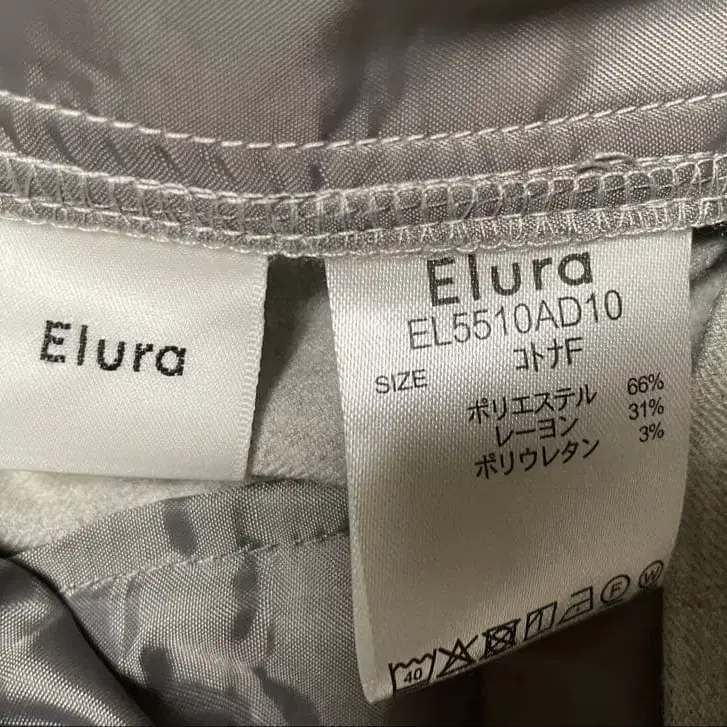 Elura
Elura
EL5510AD10
コトナF
SIZE
ポリエステル 66%
レーヨン 31%
ポリウレタン 3%
40
F
W